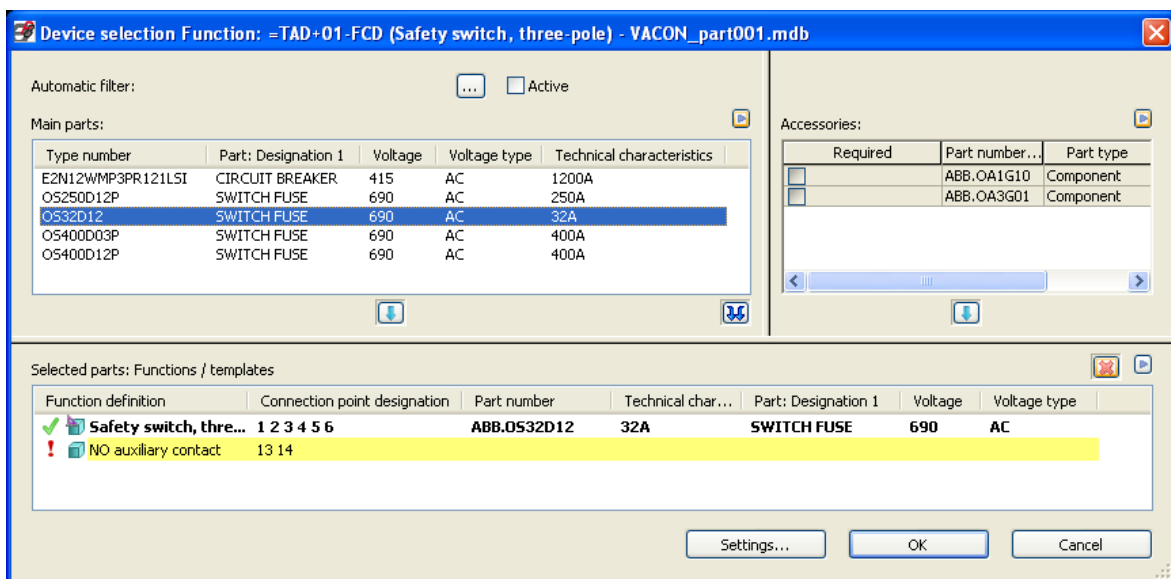 Device selection Function: =TAD+01-FCD (Safety switch, three-pole) - VACON_part001.mdb
Automatic filter: ... Active
Main parts:
Type number Part: Designation 1 Voltage Voltage type Technical characteristics
E2N12WMP3PR121LSI CIRCUIT BREAKER 415 AC 1200A
OS250D12P SWITCH FUSE 690 AC 250A
OS32D12 SWITCH FUSE 690 AC 32A
OS400D03P SWITCH FUSE 690 AC 400A
OS400D12P SWITCH FUSE 690 AC 400A
Accessories:
Required Part number... Part type
ABB.OA1G10 Component
ABB.OA3G01 Component
Selected parts: Functions / templates
Function definition Connection point designation Part number Technical char... Part: Designation 1 Voltage Voltage type
Safety switch, thre... 1 2 3 4 5 6 ABB.OS32D12 32A SWITCH FUSE 690 AC
NO auxiliary contact 13 14
Settings... OK Cancel